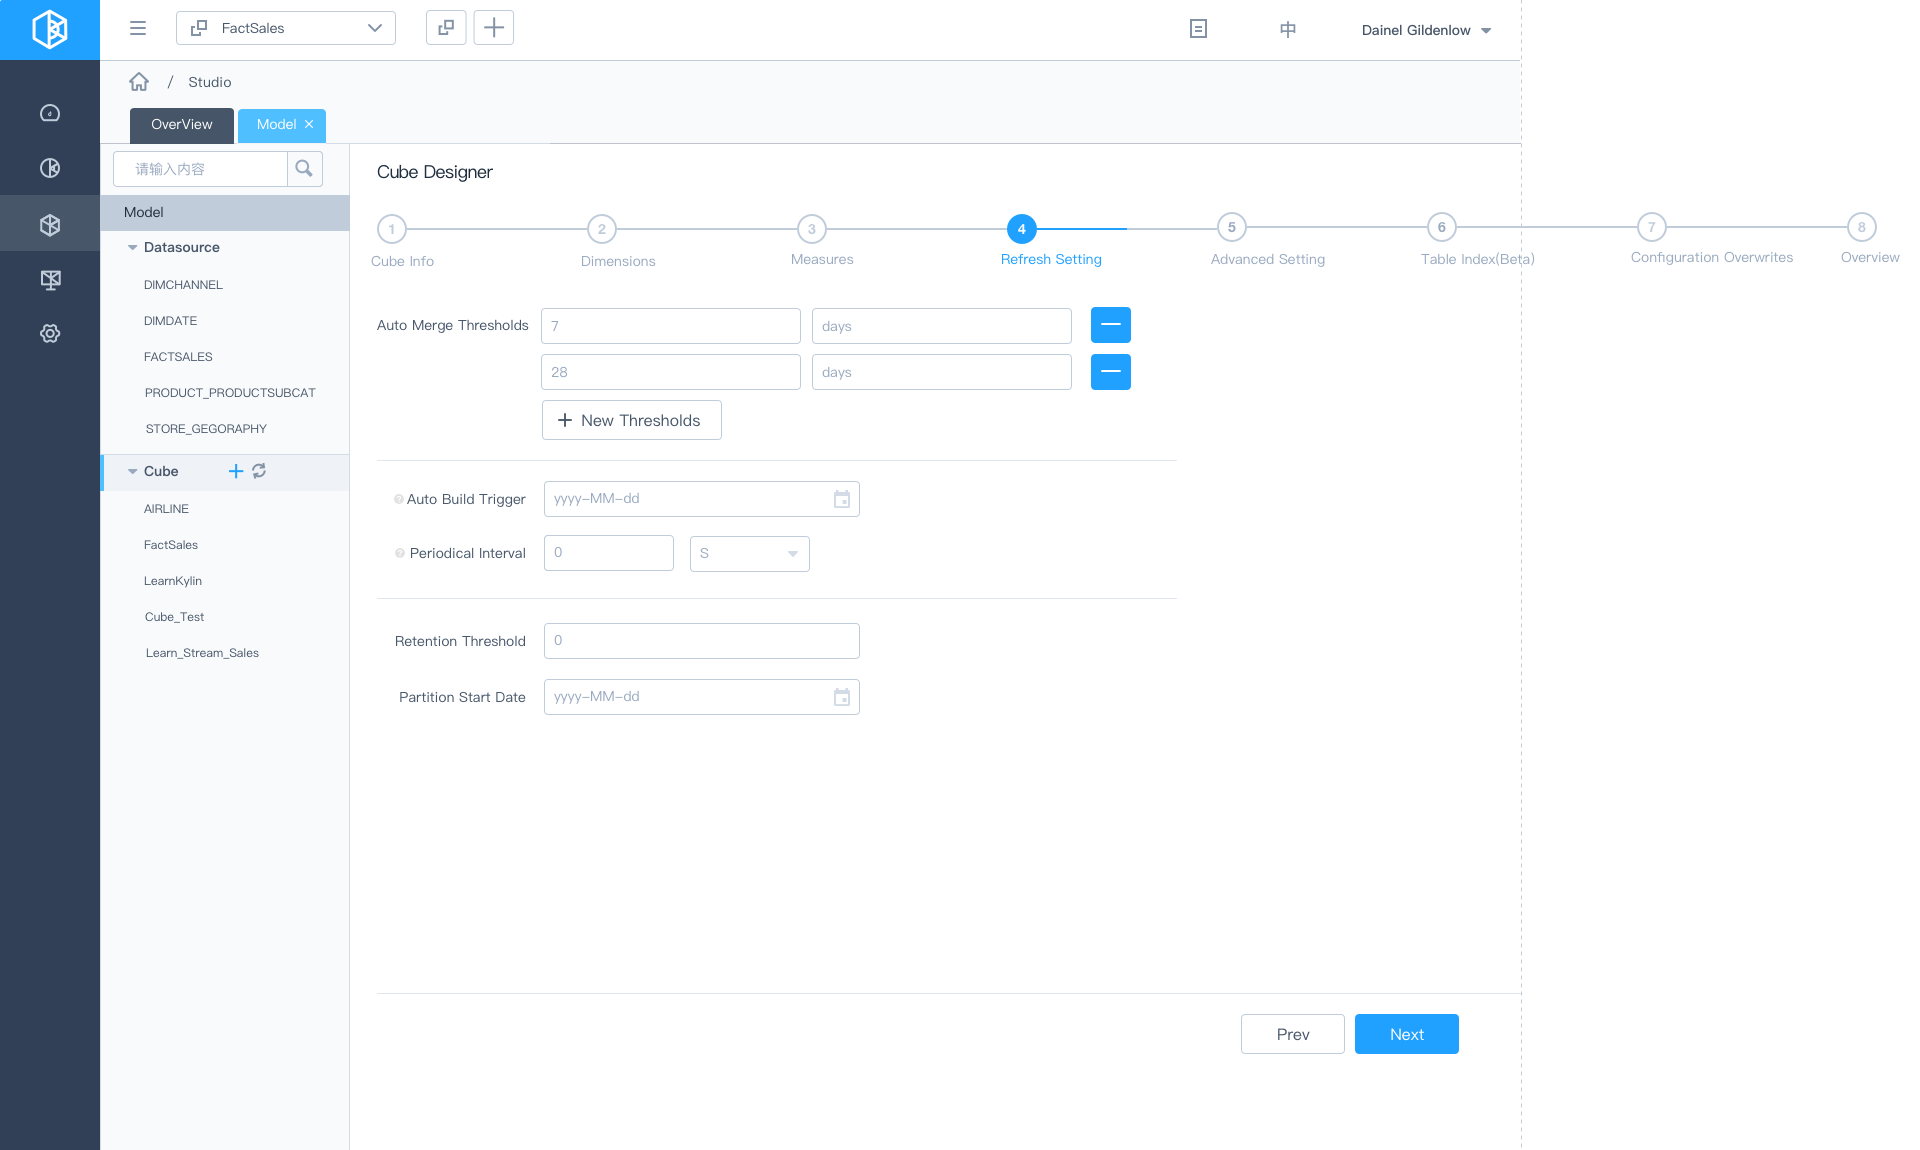 FactSales
中
Dainel Gildenlow
/ Studio
OverView
Model ×
请输入内容
Model
Datasource
DIMCHANNEL
DIMDATE
FACTSALES
PRODUCT_PRODUCTSUBCAT
STORE_GEGORAPHY
Cube
AIRLINE
FactSales
LearnKylin
Cube_Test
Learn_Stream_Sales
Cube Designer
1 2 3 4 5 6 7 8
Cube Info Dimensions Measures Refresh Setting Advanced Setting Table Index(Beta) Configuration Overwrites Overview
Auto Merge Thresholds 7 days
28 days
+ New Thresholds
Auto Build Trigger yyyy-MM-dd
Periodical Interval 0 S
Retention Threshold 0
Partition Start Date yyyy-MM-dd
Prev Next